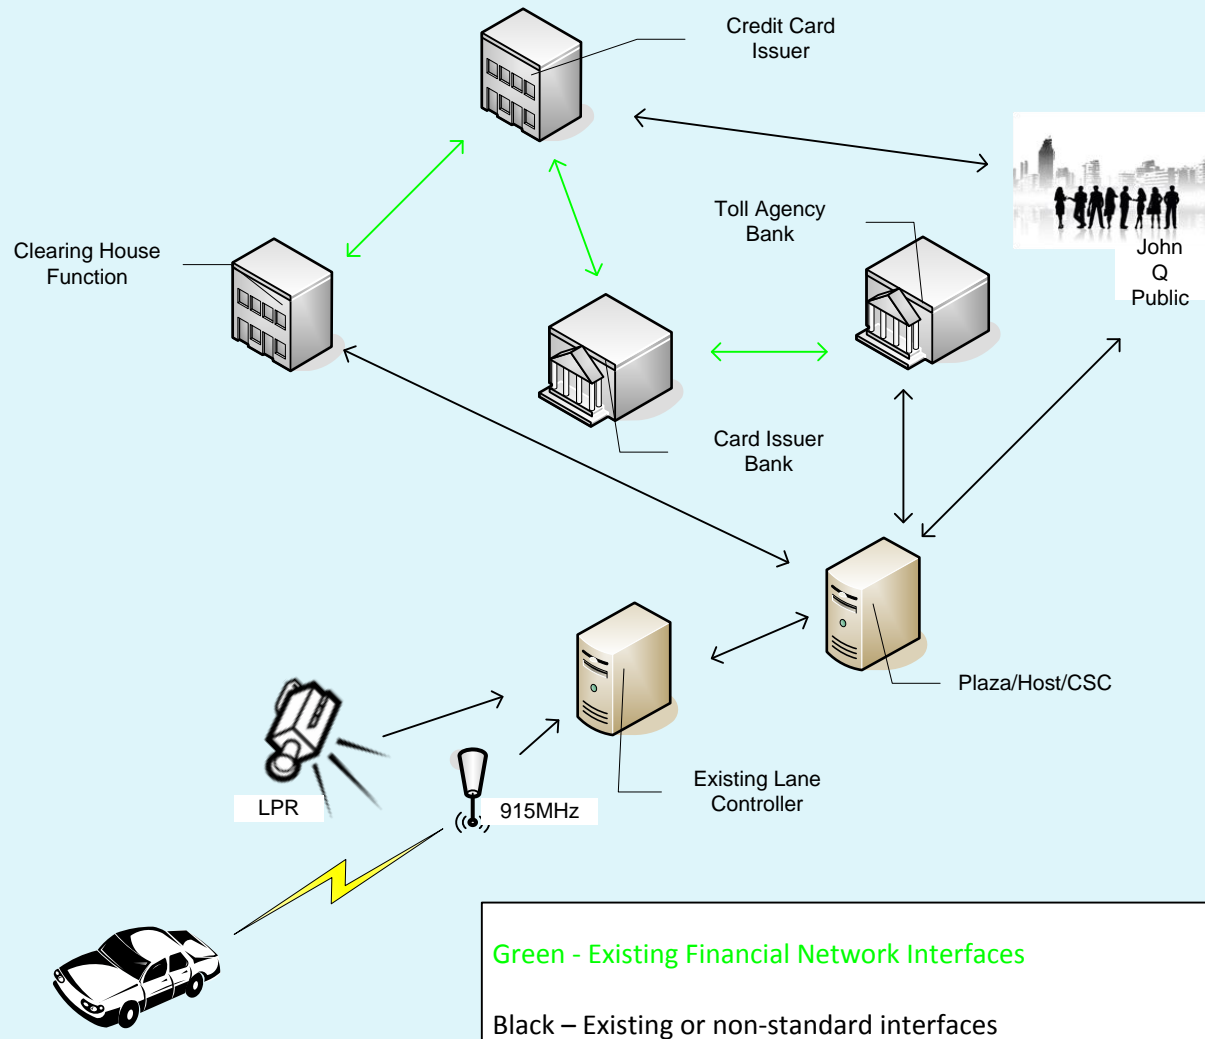 Credit Card
Issuer
Toll Agency
Bank
Clearing House
Function
John
Q
Public
Card Issuer
Bank
Plaza/Host/CSC
Existing Lane
Controller
LPR
915MHz
Green - Existing Financial Network Interfaces
Black – Existing or non-standard interfaces